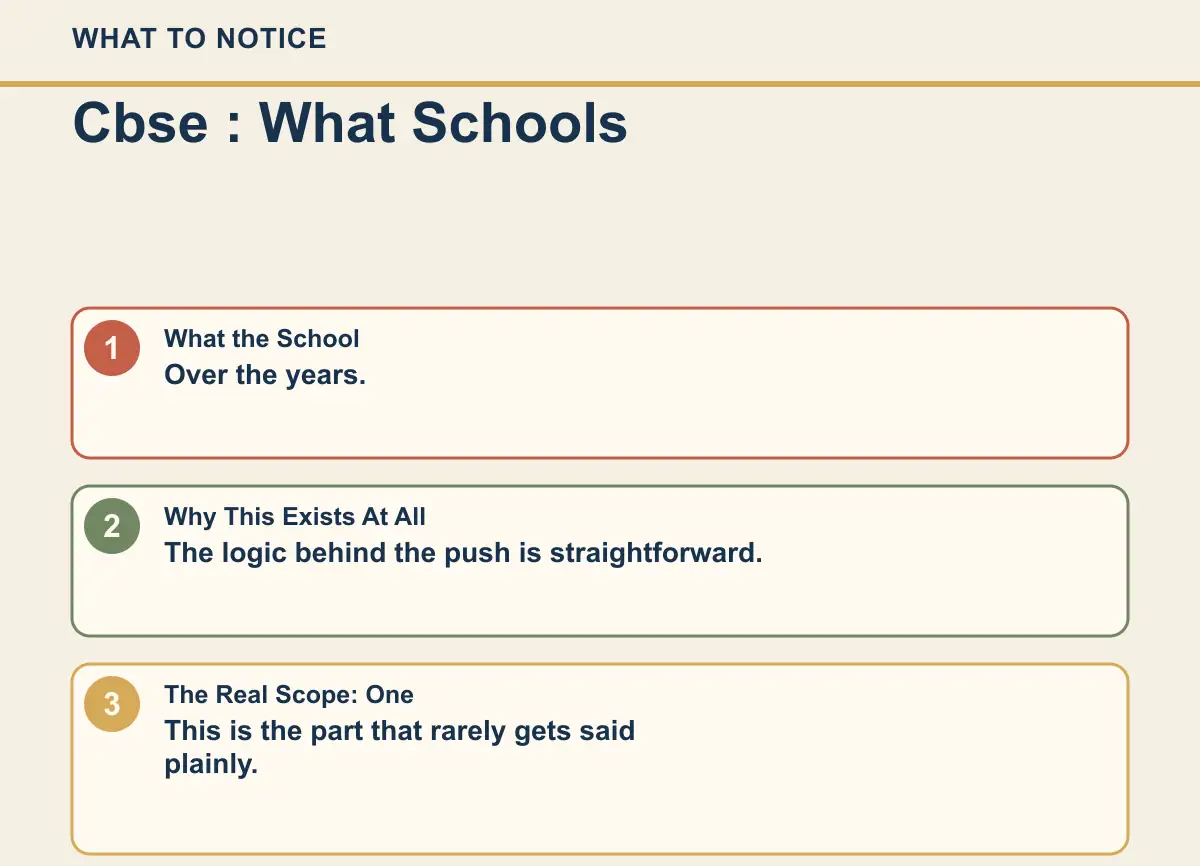 WHAT TO NOTICE
Cbse : What Schools
1
What the School
Over the years.
2
Why This Exists At All
The logic behind the push is straightforward.
3
The Real Scope: One
This is the part that rarely gets said
plainly.